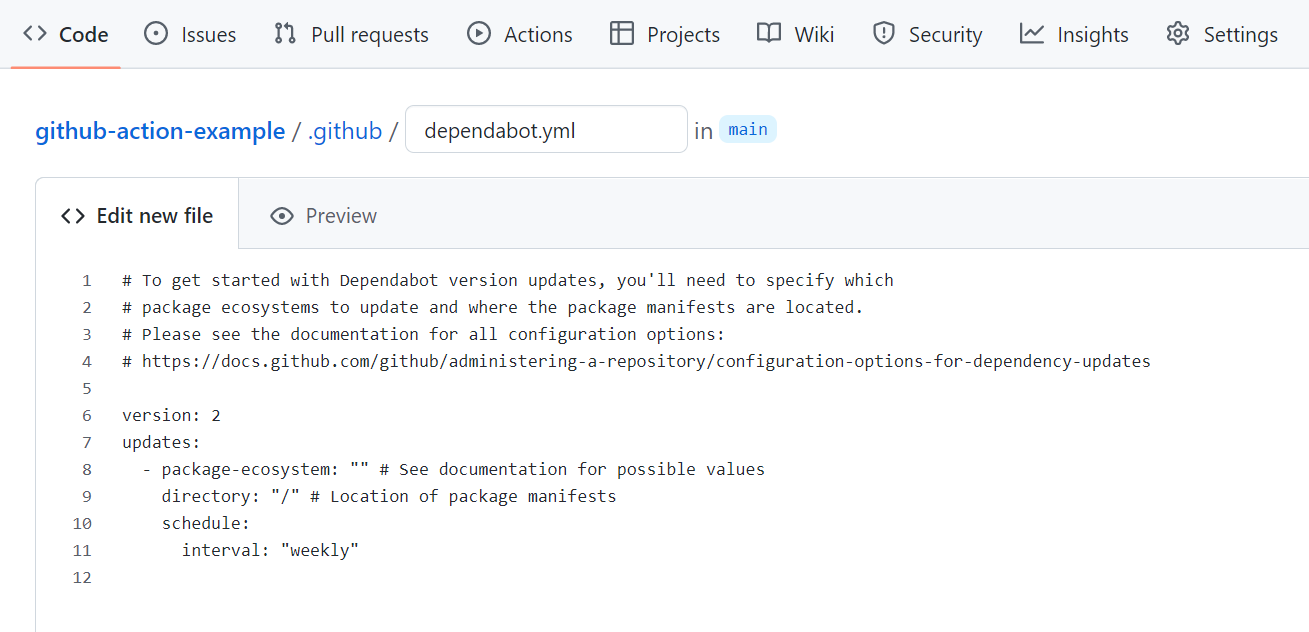 Code Issues Pull requests Actions Projects Wiki Security Insights Settings
github-action-example / .github / dependabot.yml in main
Edit new file Preview
1 # To get started with Dependabot version updates, you'll need to specify which
2 # package ecosystems to update and where the package manifests are located.
3 # Please see the documentation for all configuration options:
4 # https://docs.github.com/github/administering-a-repository/configuration-options-for-dependency-updates
5
6 version: 2
7 updates:
8   - package-ecosystem: "" # See documentation for possible values
9     directory: "/" # Location of package manifests
10     schedule:
11       interval: "weekly"
12